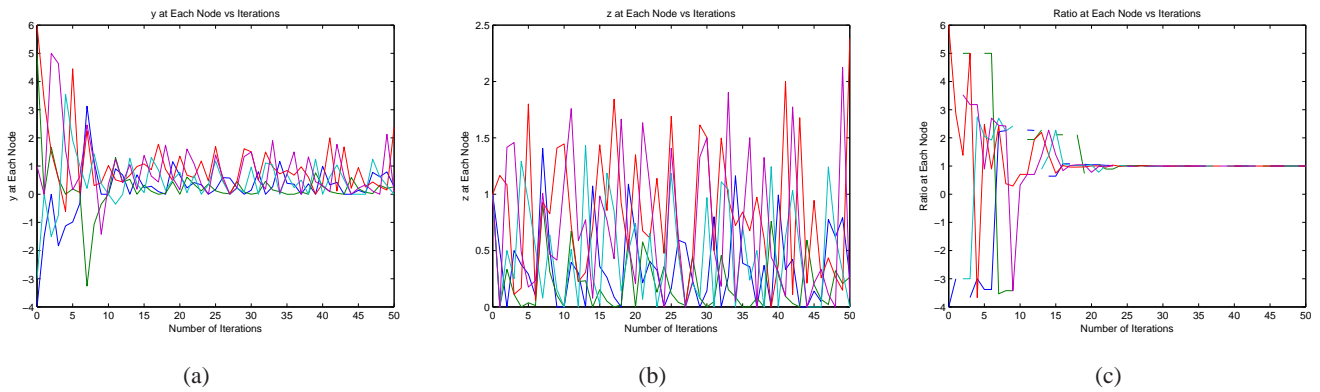 y at Each Node vs Iterations
6
5
4
3
2
1
0
−1
−2
−3
−4
y at Each Node
0 5 10 15 20 25 30 35 40 45 50
Number of Iterations
(a)
z at Each Node vs Iterations
2.5
2
1.5
1
0.5
0
z at Each Node
0 5 10 15 20 25 30 35 40 45 50
Number of Iterations
(b)
Ratio at Each Node vs Iterations
6
5
4
3
2
1
0
−1
−2
−3
−4
Ratio at Each Node
0 5 10 15 20 25 30 35 40 45 50
Number of Iterations
(c)